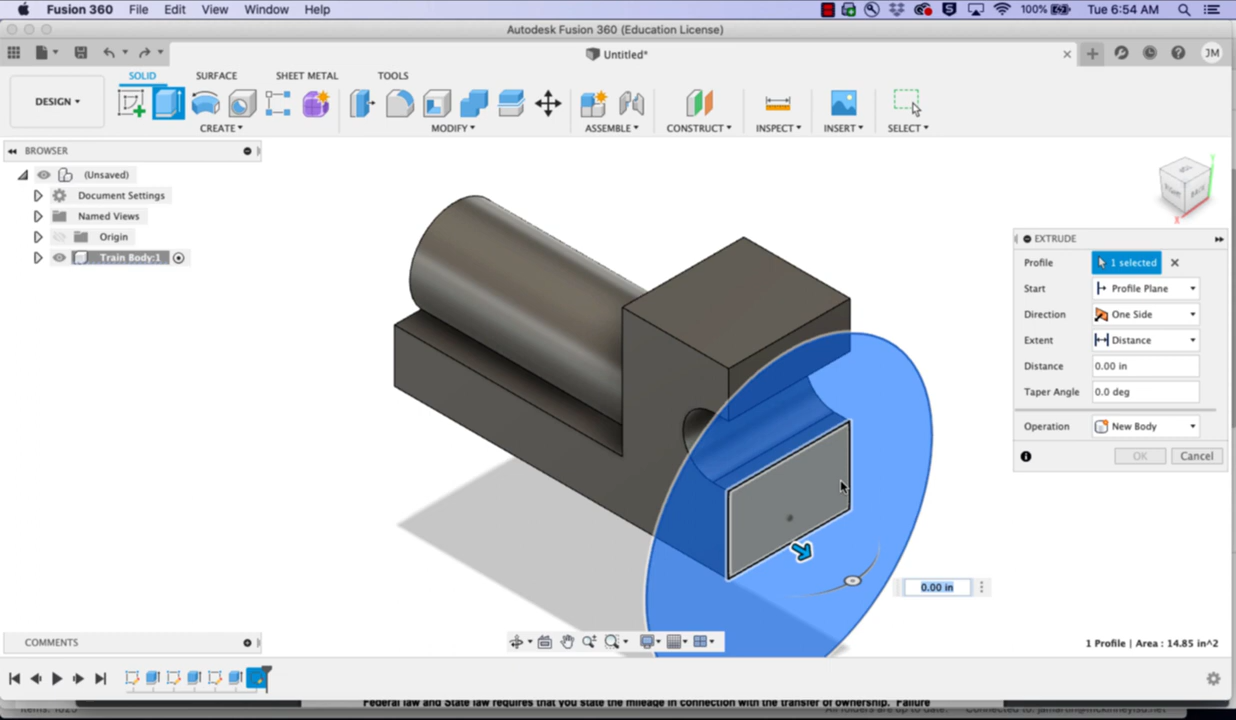 Fusion 360 File Edit View Window Help 100% Tue 6:54 AM
Autodesk Fusion 360 (Education License)
Untitled* JM
SOLID SURFACE SHEET METAL TOOLS
DESIGN
CREATE MODIFY ASSEMBLE CONSTRUCT INSPECT INSERT SELECT
BROWSER
(Unsaved)
Document Settings
Named Views
Origin
Train Body:1
EXTRUDE
Profile 1 selected
Start Profile Plane
Direction One Side
Extent Distance
Distance 0.00 in
Taper Angle 0.0 deg
Operation New Body
OK Cancel
0.00 in
COMMENTS
1 Profile | Area : 14.85 in^2
Federal law and State law requires that you state the mileage in connection with the transfer of ownership. Failure